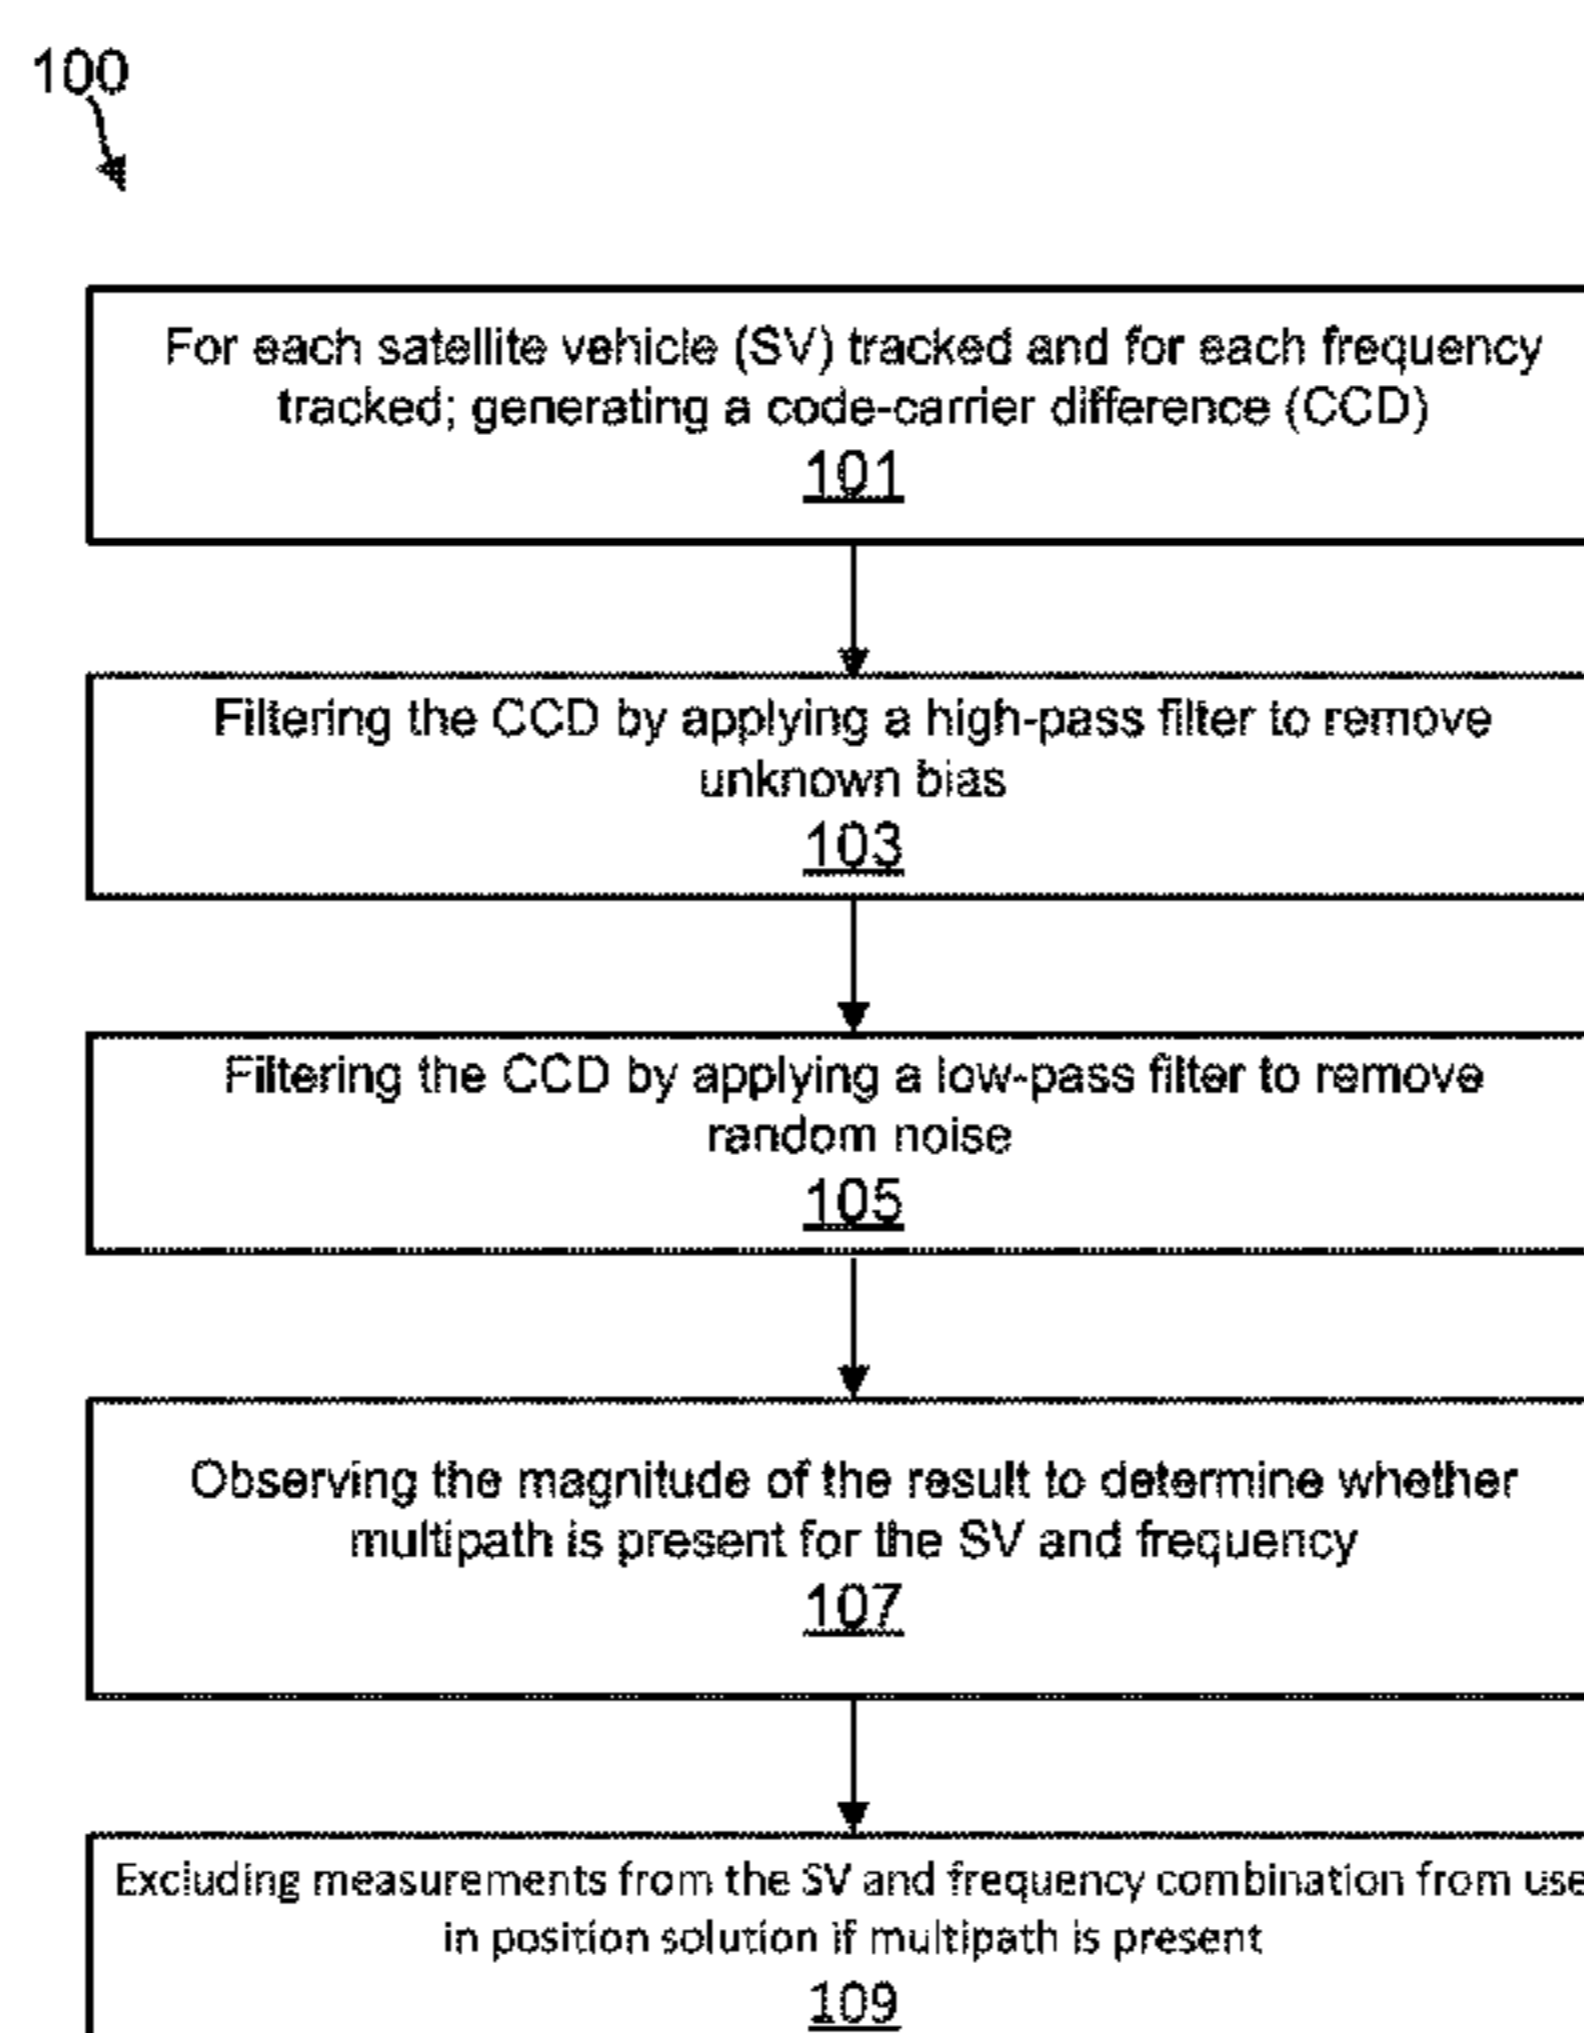 100
For each satellite vehicle (SV) tracked and for each frequency
tracked; generating a code-carrier difference (CCD)
101
Filtering the CCD by applying a high-pass filter to remove
unknown bias
103
Filtering the CCD by applying a low-pass filter to remove
random noise
105
Observing the magnitude of the result to determine whether
multipath is present for the SV and frequency
107
Excluding measurements from the SV and frequency combination from use
in position solution if multipath is present
109